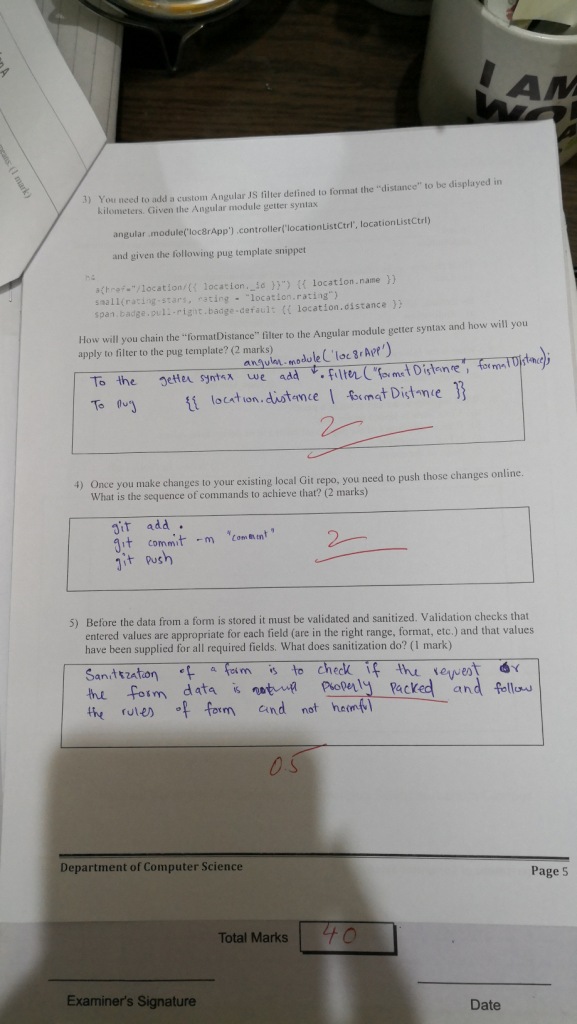 I AM
3) You need to add a custom Angular JS filter defined to format the "distance" to be displayed in
kilometers. Given the Angular module getter syntax
angular .module('loc8rApp') .controller('locationListCtrl', locationListCtrl)
and given the following pug template snippet
a(href="/location/{{ location._id }}") {{ location.name }}
small(rating-stars, rating = "location.rating")
span.badge.pull-right.badge-default {{ location.distance }}
How will you chain the "formatDistance" filter to the Angular module getter syntax and how will you
apply to filter to the pug template? (2 marks)
angular.module('loc8rApp')
To the getter syntax we add .filter("formatDistance", formatDistance);
To Pug {{ location.distance | formatDistance }}
2
4) Once you make changes to your existing local Git repo, you need to push those changes online.
What is the sequence of commands to achieve that? (2 marks)
git add .
git commit -m "comment"
git push
2
5) Before the data from a form is stored it must be validated and sanitized. Validation checks that
entered values are appropriate for each field (are in the right range, format, etc.) and that values
have been supplied for all required fields. What does sanitization do? (1 mark)
Sanitization of a form is to check if the request or
the form data is properly packed and follow
the rules of form and not harmful
0.5
Department of Computer Science
Page 5
Total Marks 40
Examiner's Signature
Date